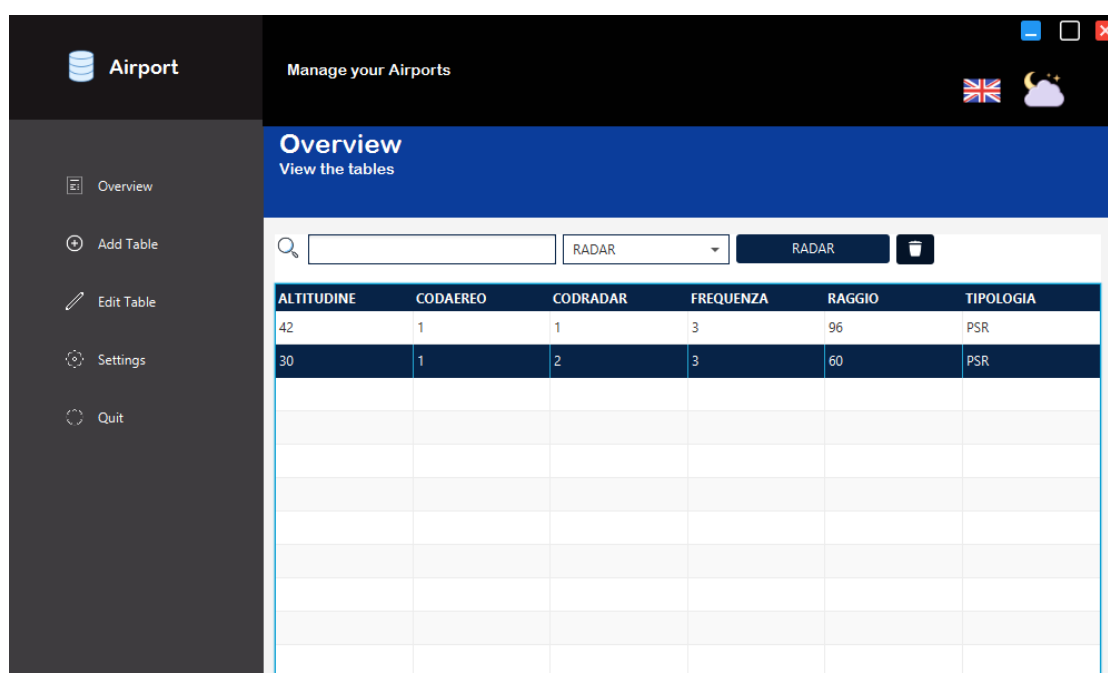 Airport
Manage your Airports
Overview
View the tables
Overview
Add Table
Edit Table
Settings
Quit
RADAR RADAR
ALTITUDINE CODAEREO CODRADAR FREQUENZA RAGGIO TIPOLOGIA
42 1 1 3 96 PSR
30 1 2 3 60 PSR